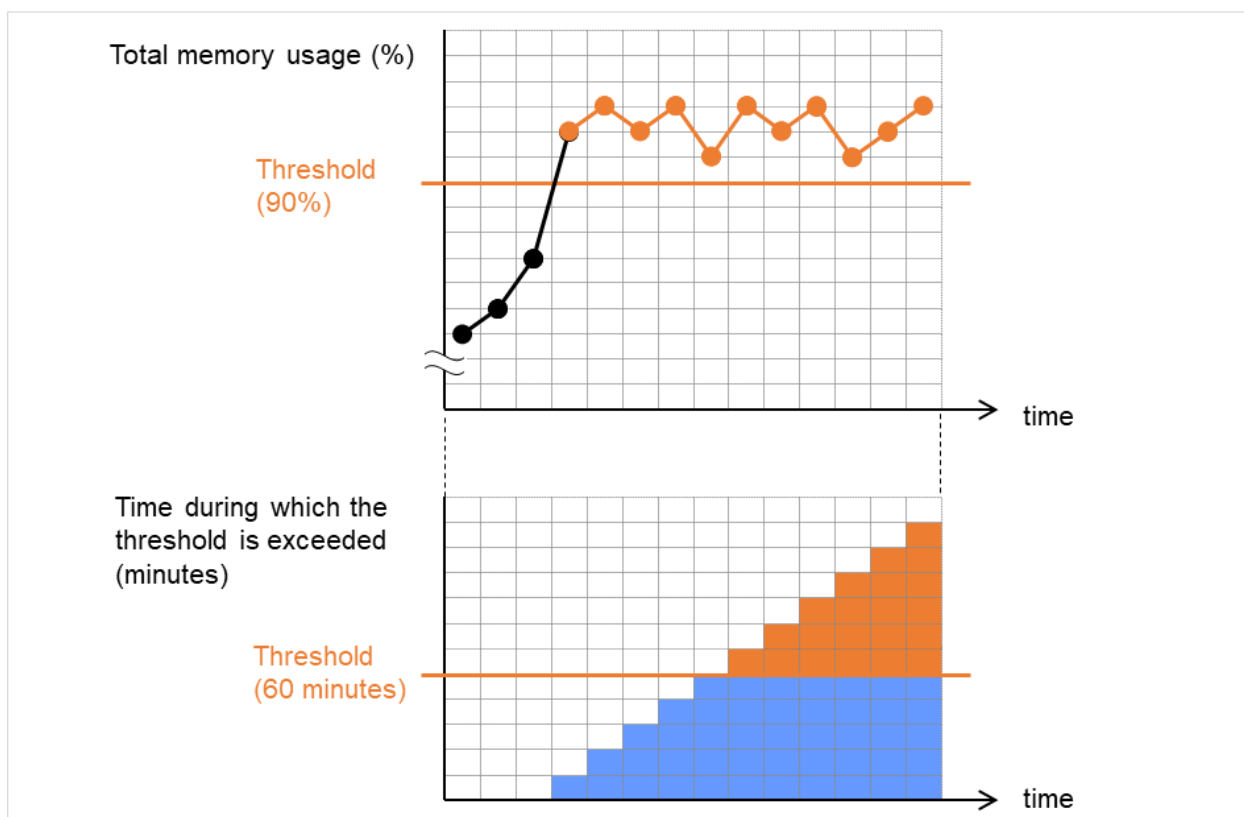 Total memory usage (%)
Threshold
(90%)
time
Time during which the
threshold is exceeded
(minutes)
Threshold
(60 minutes)
time